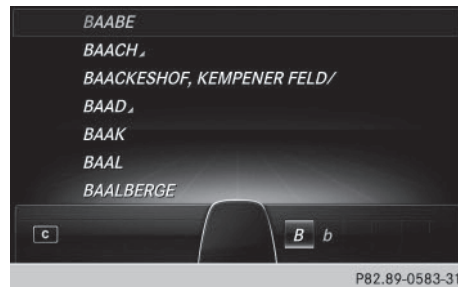 BAABE
BAACH
BAACKESHOF, KEMPENER FELD/
BAAD
BAAK
BAAL
BAALBERGE
C B b
P82.89-0583-31